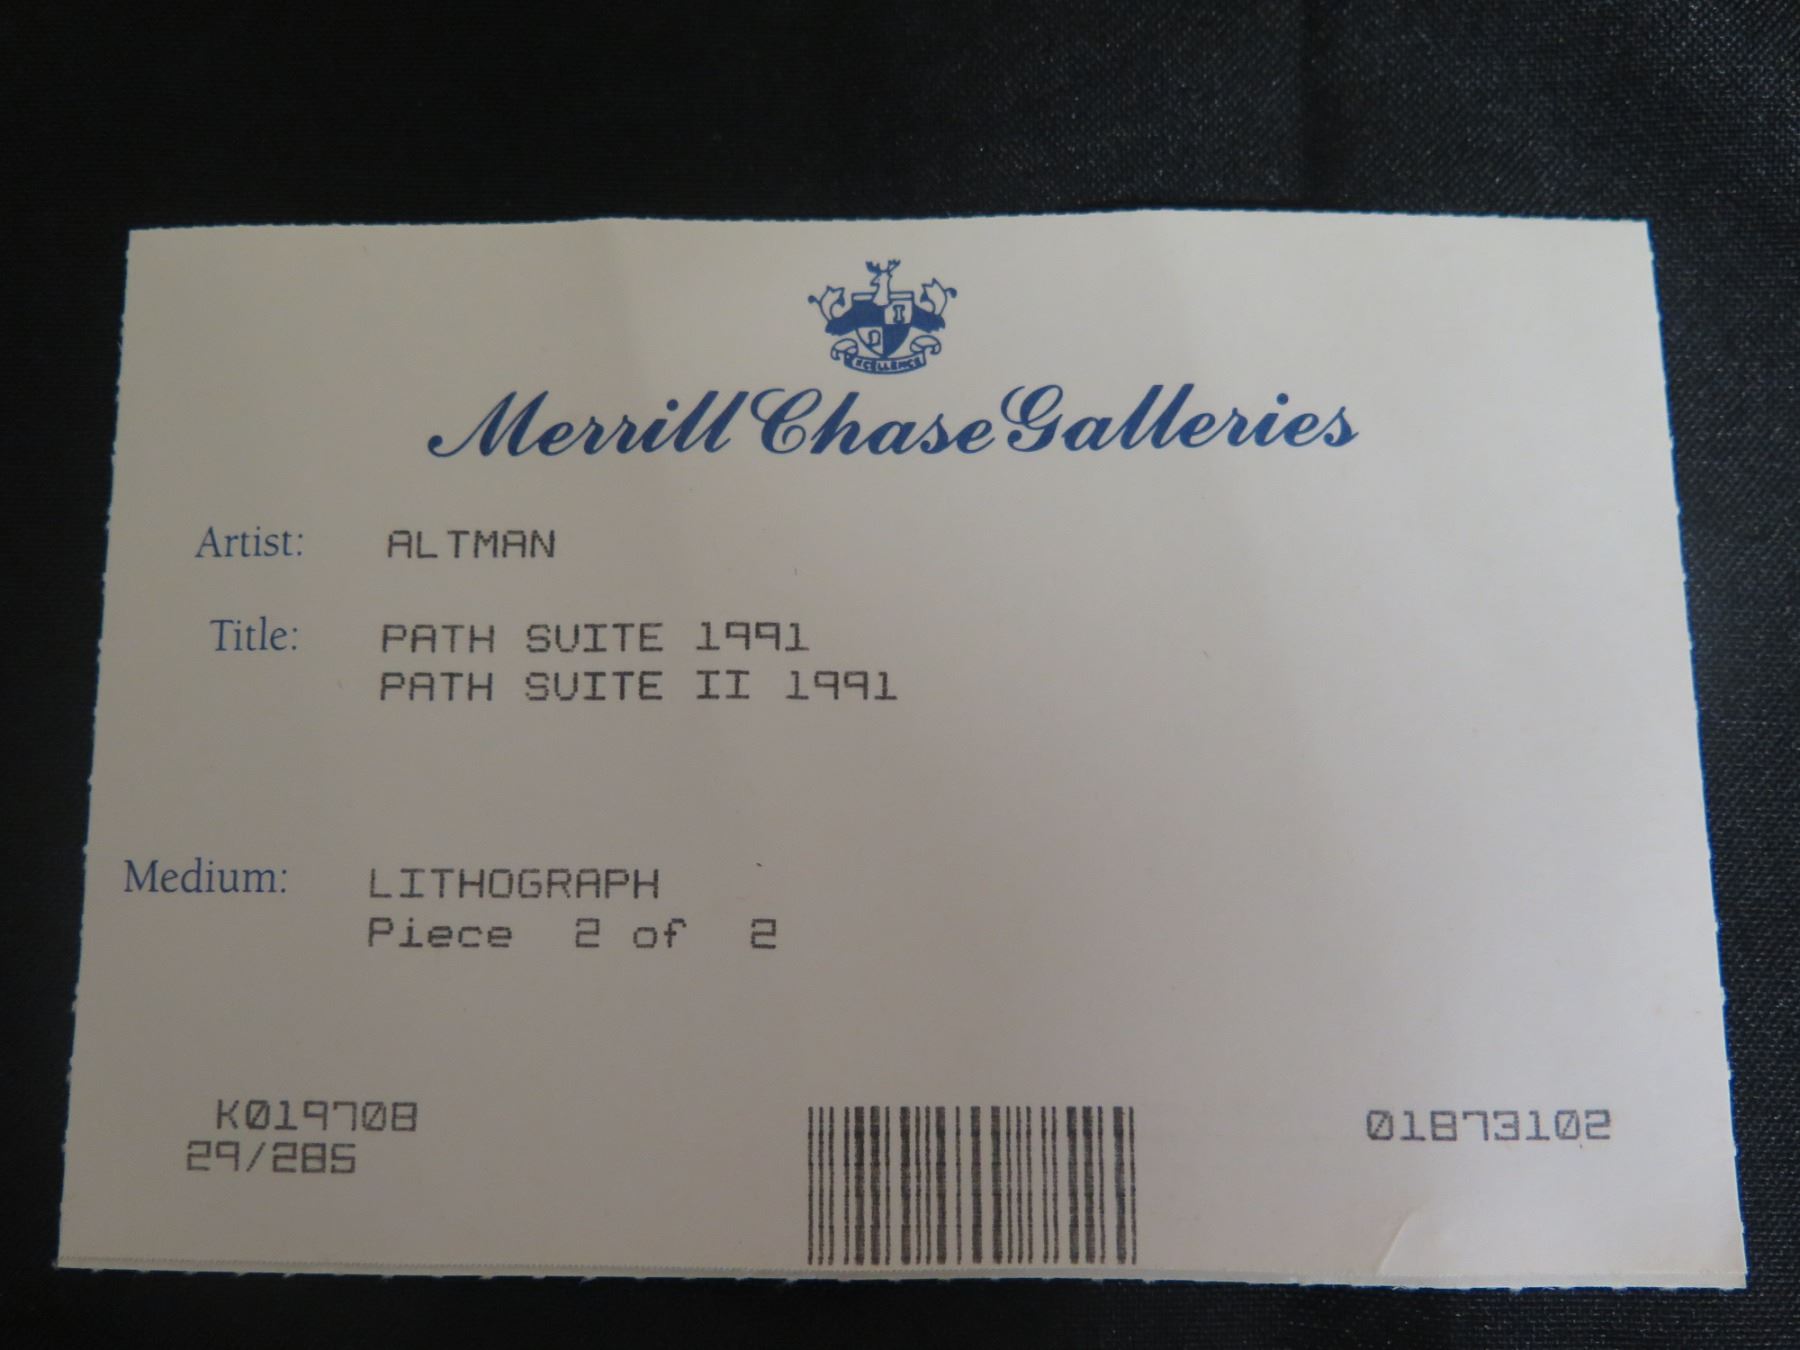 EXCELLENCE
Merrill Chase Galleries
Artist: ALTMAN
Title: PATH SUITE 1991
PATH SUITE II 1991
Medium: LITHOGRAPH
Piece 2 of 2
K019708
29/285
01873102